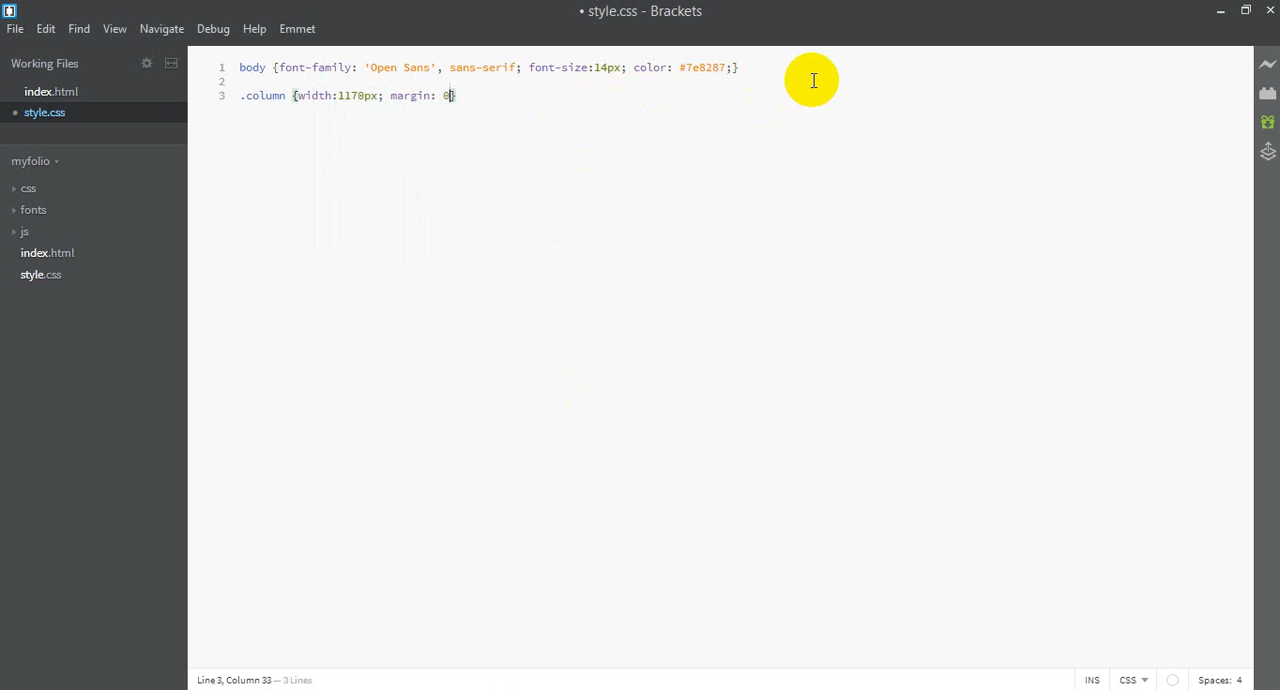 • style.css - Brackets
File Edit Find View Navigate Debug Help Emmet
Working Files
index.html
• style.css
myfolio
css
fonts
js
index.html
style.css
1 body {font-family: 'Open Sans', sans-serif; font-size:14px; color: #7e8287;}
2
3 .column {width:1170px; margin: 0}
Line 3, Column 33 — 3 Lines
INS CSS Spaces: 4